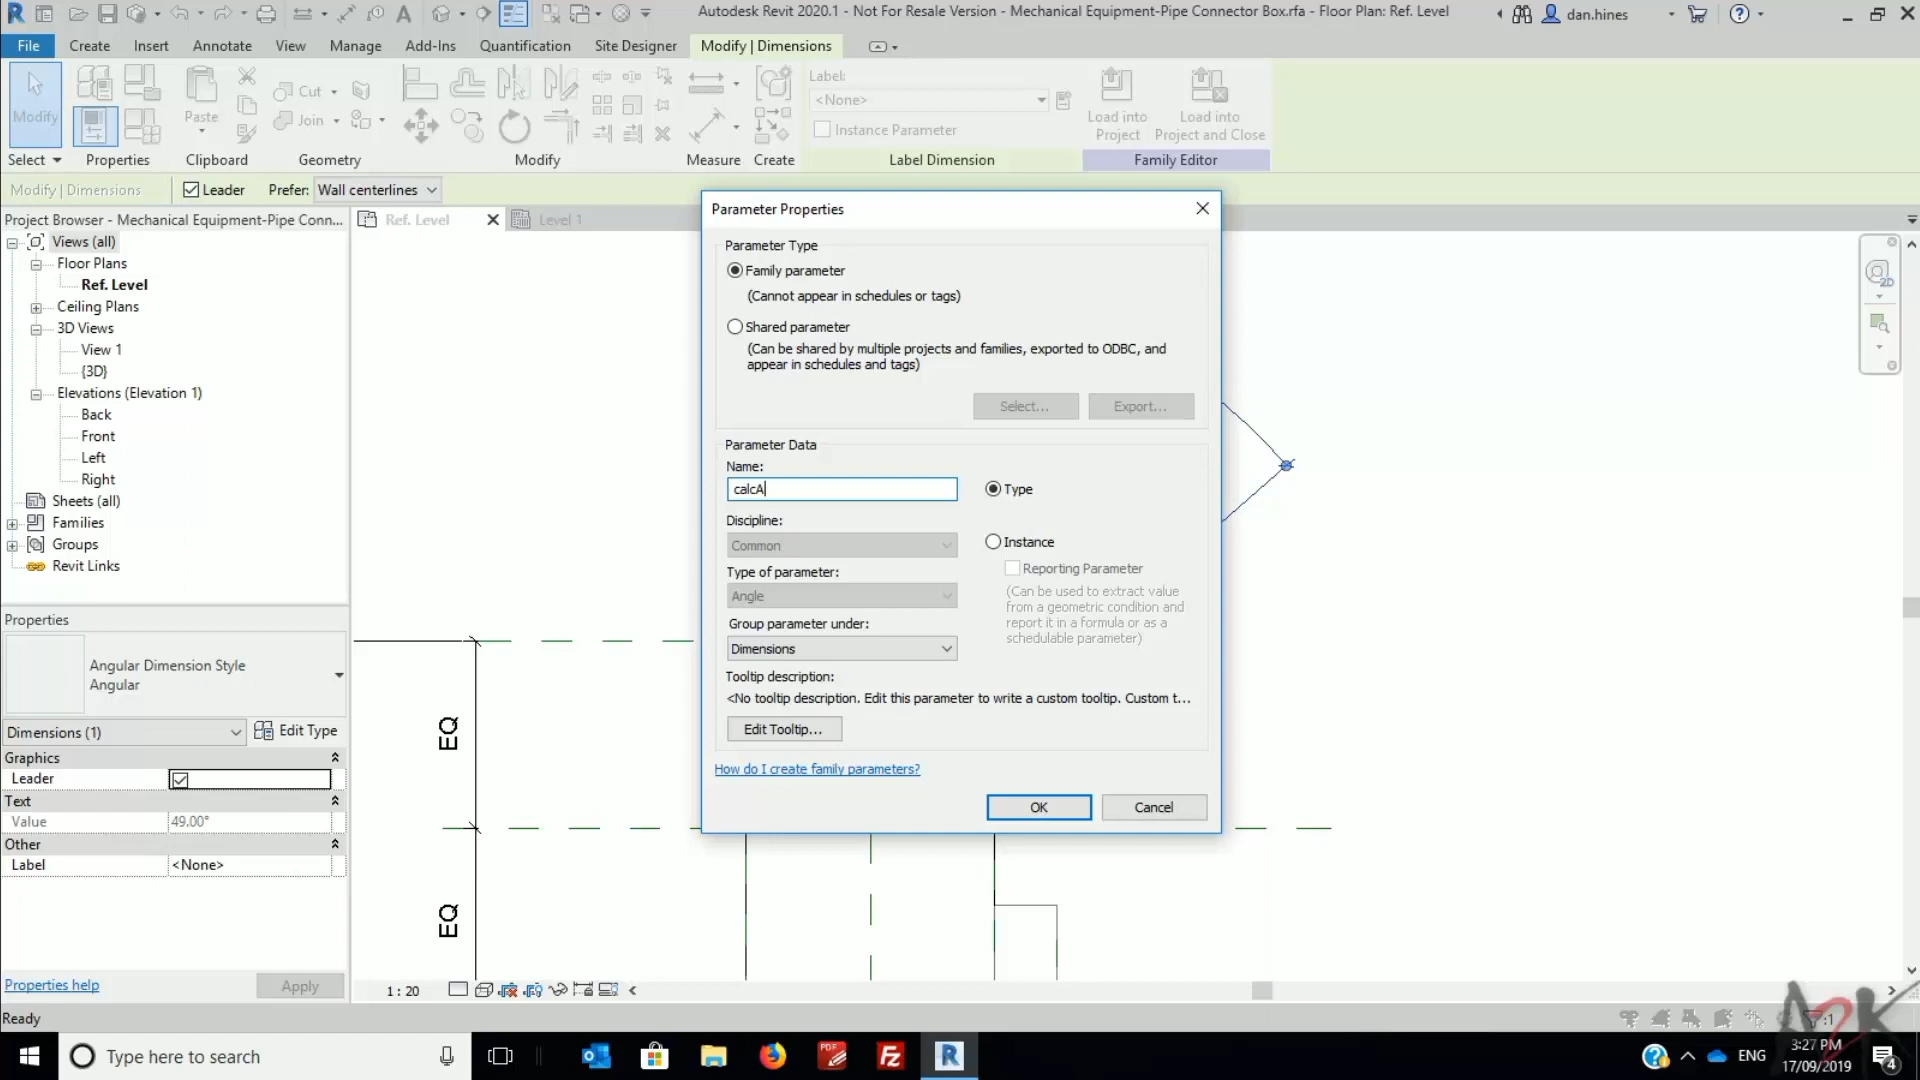 Autodesk Revit 2020.1 - Not For Resale Version - Mechanical Equipment-Pipe Connector Box.rfa - Floor Plan: Ref. Level
dan.hines
File Create Insert Annotate View Manage Add-Ins Quantification Site Designer Modify | Dimensions
Modify
Paste
Cut
Join
Label:
<None>
Instance Parameter
Load into Project
Load into Project and Close
Select Properties Clipboard Geometry Modify Measure Create Label Dimension Family Editor
Modify | Dimensions
Leader
Prefer: Wall centerlines
Project Browser - Mechanical Equipment-Pipe Conn...
Ref. Level
Level 1
Views (all)
Floor Plans
Ref. Level
Ceiling Plans
3D Views
View 1
{3D}
Elevations (Elevation 1)
Back
Front
Left
Right
Sheets (all)
Families
Groups
Revit Links
Properties
Angular Dimension Style
Angular
Dimensions (1)
Edit Type
Graphics
Leader
Text
Value 49.00°
Other
Label <None>
Properties help
Apply
Parameter Properties
Parameter Type
Family parameter
(Cannot appear in schedules or tags)
Shared parameter
(Can be shared by multiple projects and families, exported to ODBC, and
appear in schedules and tags)
Select...
Export...
Parameter Data
Name:
calcA
Type
Discipline:
Common
Instance
Reporting Parameter
(Can be used to extract value
from a geometric condition and
report it in a formula or as a
schedulable parameter)
Type of parameter:
Angle
Group parameter under:
Dimensions
Tooltip description:
<No tooltip description. Edit this parameter to write a custom tooltip. Custom t...
Edit Tooltip...
How do I create family parameters?
OK
Cancel
EQ
EQ
2D
1 : 20
Ready
:1
A2K
Type here to search
PDF
Fz
R
ENG
3:27 PM
17/09/2019
4